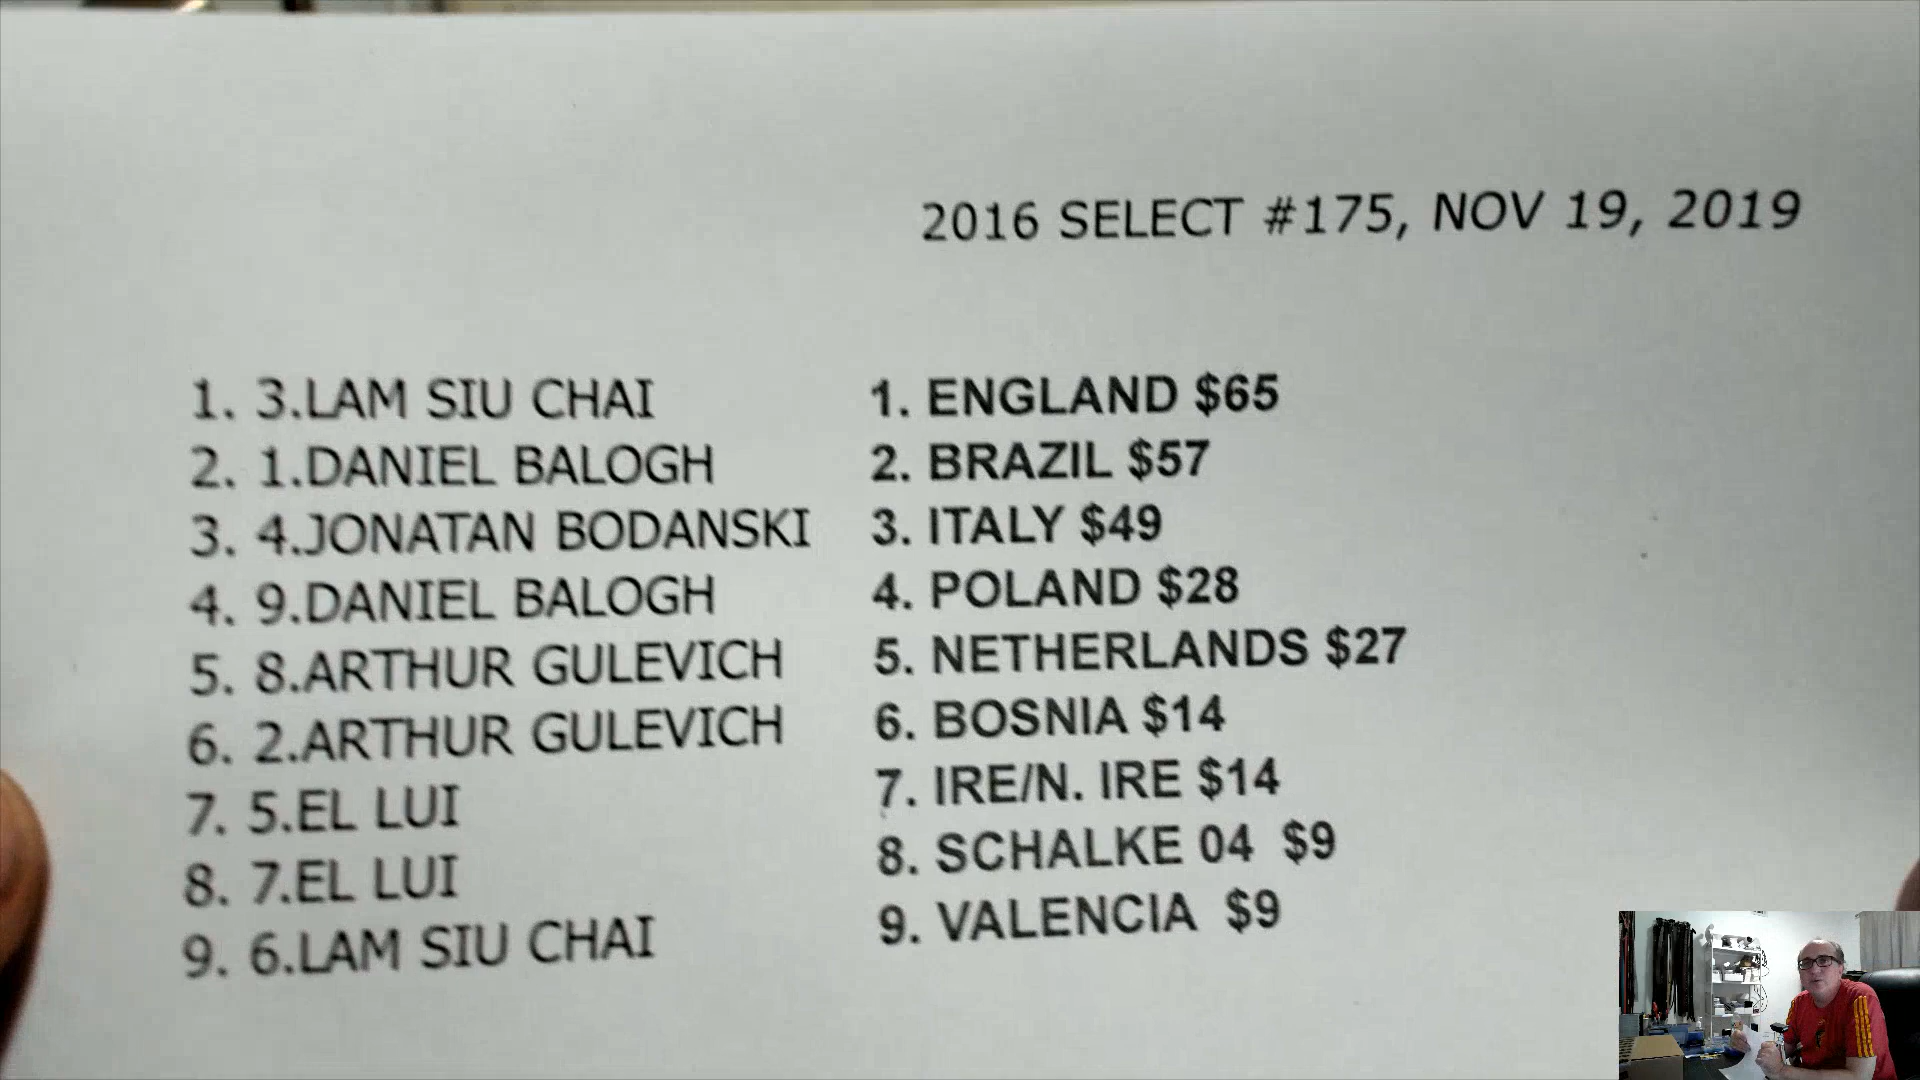 2016 SELECT #175, NOV 19, 2019
1. 3.LAM SIU CHAI
2. 1.DANIEL BALOGH
3. 4.JONATAN BODANSKI
4. 9.DANIEL BALOGH
5. 8.ARTHUR GULEVICH
6. 2.ARTHUR GULEVICH
7. 5.EL LUI
8. 7.EL LUI
9. 6.LAM SIU CHAI
1. ENGLAND $65
2. BRAZIL $57
3. ITALY $49
4. POLAND $28
5. NETHERLANDS $27
6. BOSNIA $14
7. IRE/N. IRE $14
8. SCHALKE 04 $9
9. VALENCIA $9